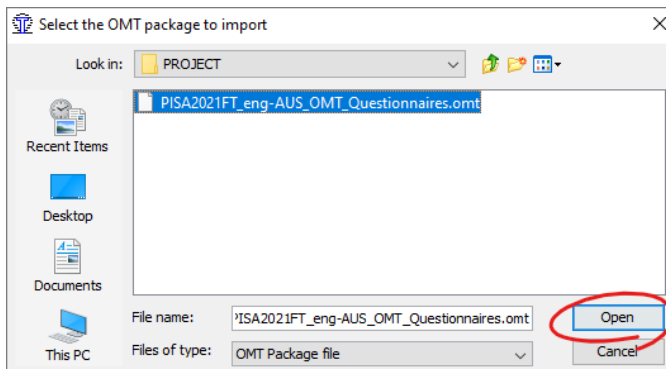 Select the OMT package to import
Look in:
PROJECT
PISA2021FT_eng-AUS_OMT_Questionnaires.omt
Recent Items
Desktop
Documents
This PC
File name:
PISA2021FT_eng-AUS_OMT_Questionnaires.omt
Open
Files of type:
OMT Package file
Cancel